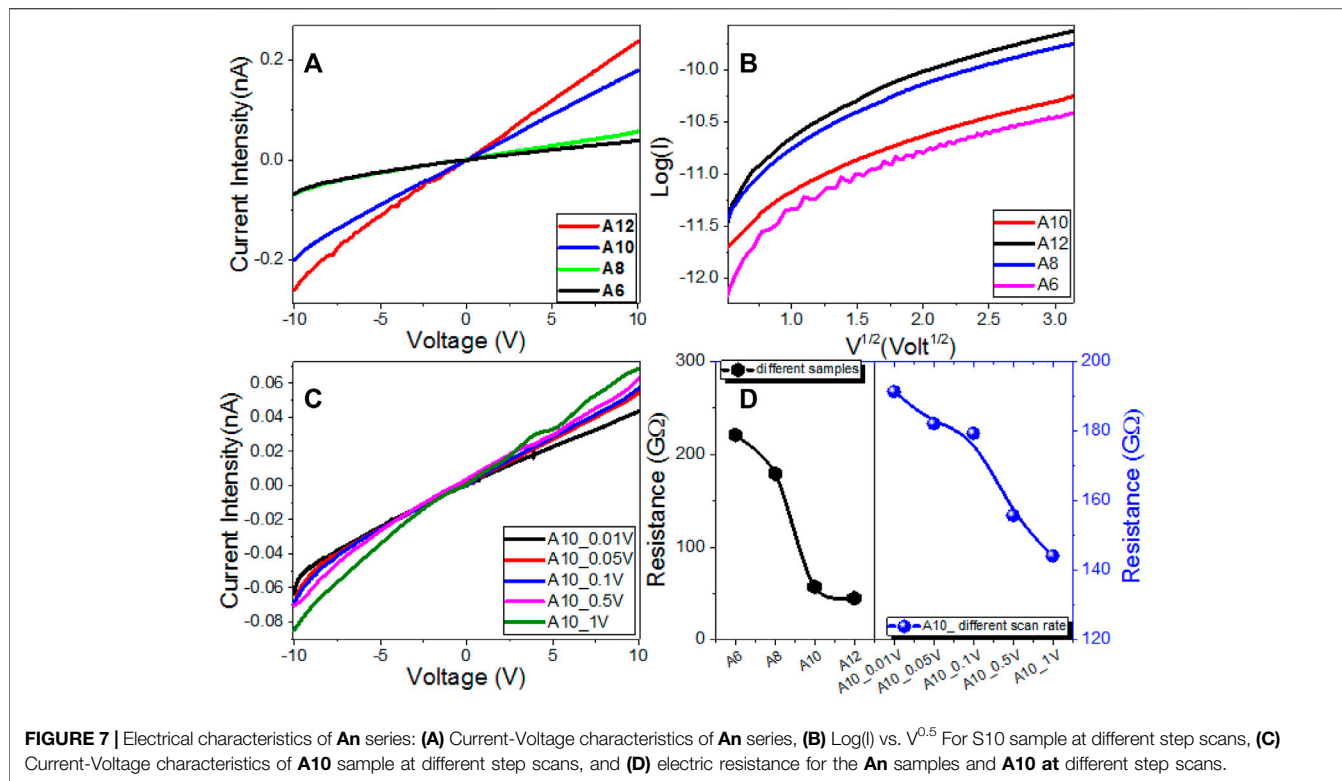 A
0.2
0.0
-0.2
-10
-5
0
5
10
Current Intensity(nA)
Voltage (V)
A12
A10
A8
A6
B
-10.0
-10.5
-11.0
-11.5
-12.0
1.0
1.5
2.0
2.5
3.0
Log(I)
V^1/2(Volt^1/2)
A10
A12
A8
A6
C
0.06
0.04
0.02
0.00
-0.02
-0.04
-0.06
-0.08
-10
-5
0
5
10
Current Intensity(nA)
Voltage (V)
A10_0.01V
A10_0.05V
A10_0.1V
A10_0.5V
A10_1V
D
300
200
100
0
Resistance (GΩ)
different samples
A6
A8
A10
A12
A10_0.01V
A10_0.05V
A10_0.1V
A10_0.5V
A10_1V
A10_ different scan rate
200
180
160
140
120
Resistance (GΩ)
FIGURE 7 | Electrical characteristics of An series: (A) Current-Voltage characteristics of An series, (B) Log(I) vs. V^0.5 For S10 sample at different step scans, (C)
Current-Voltage characteristics of A10 sample at different step scans, and (D) electric resistance for the An samples and A10 at different step scans.